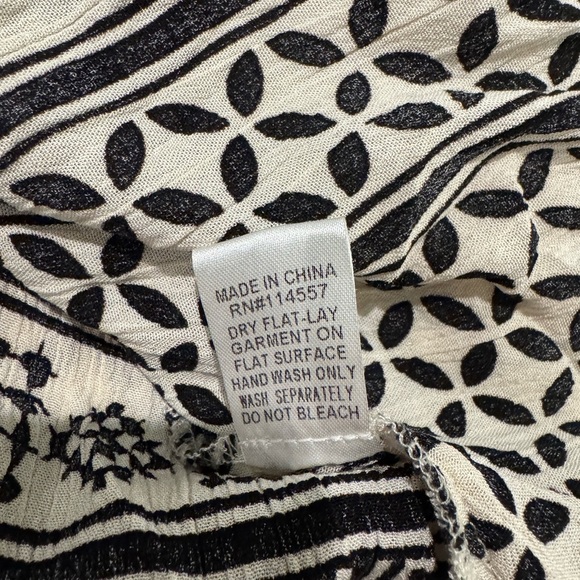 MADE IN CHINA
RN#114557
DRY FLAT-LAY
GARMENT ON
FLAT SURFACE
HAND WASH ONLY
WASH SEPARATELY
DO NOT BLEACH